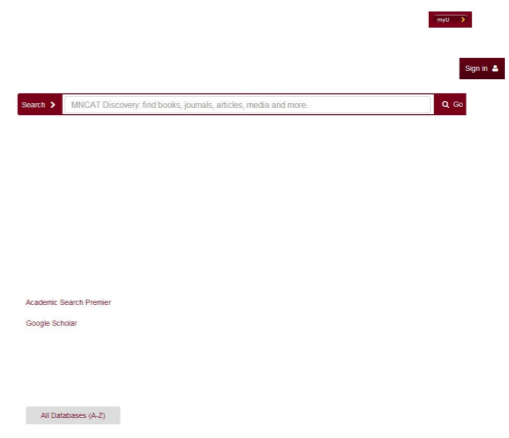 myU
Sign in
Search
MNCAT Discovery: find books, journals, articles, media and more.
Go
Academic Search Premier
Google Scholar
All Databases (A-Z)